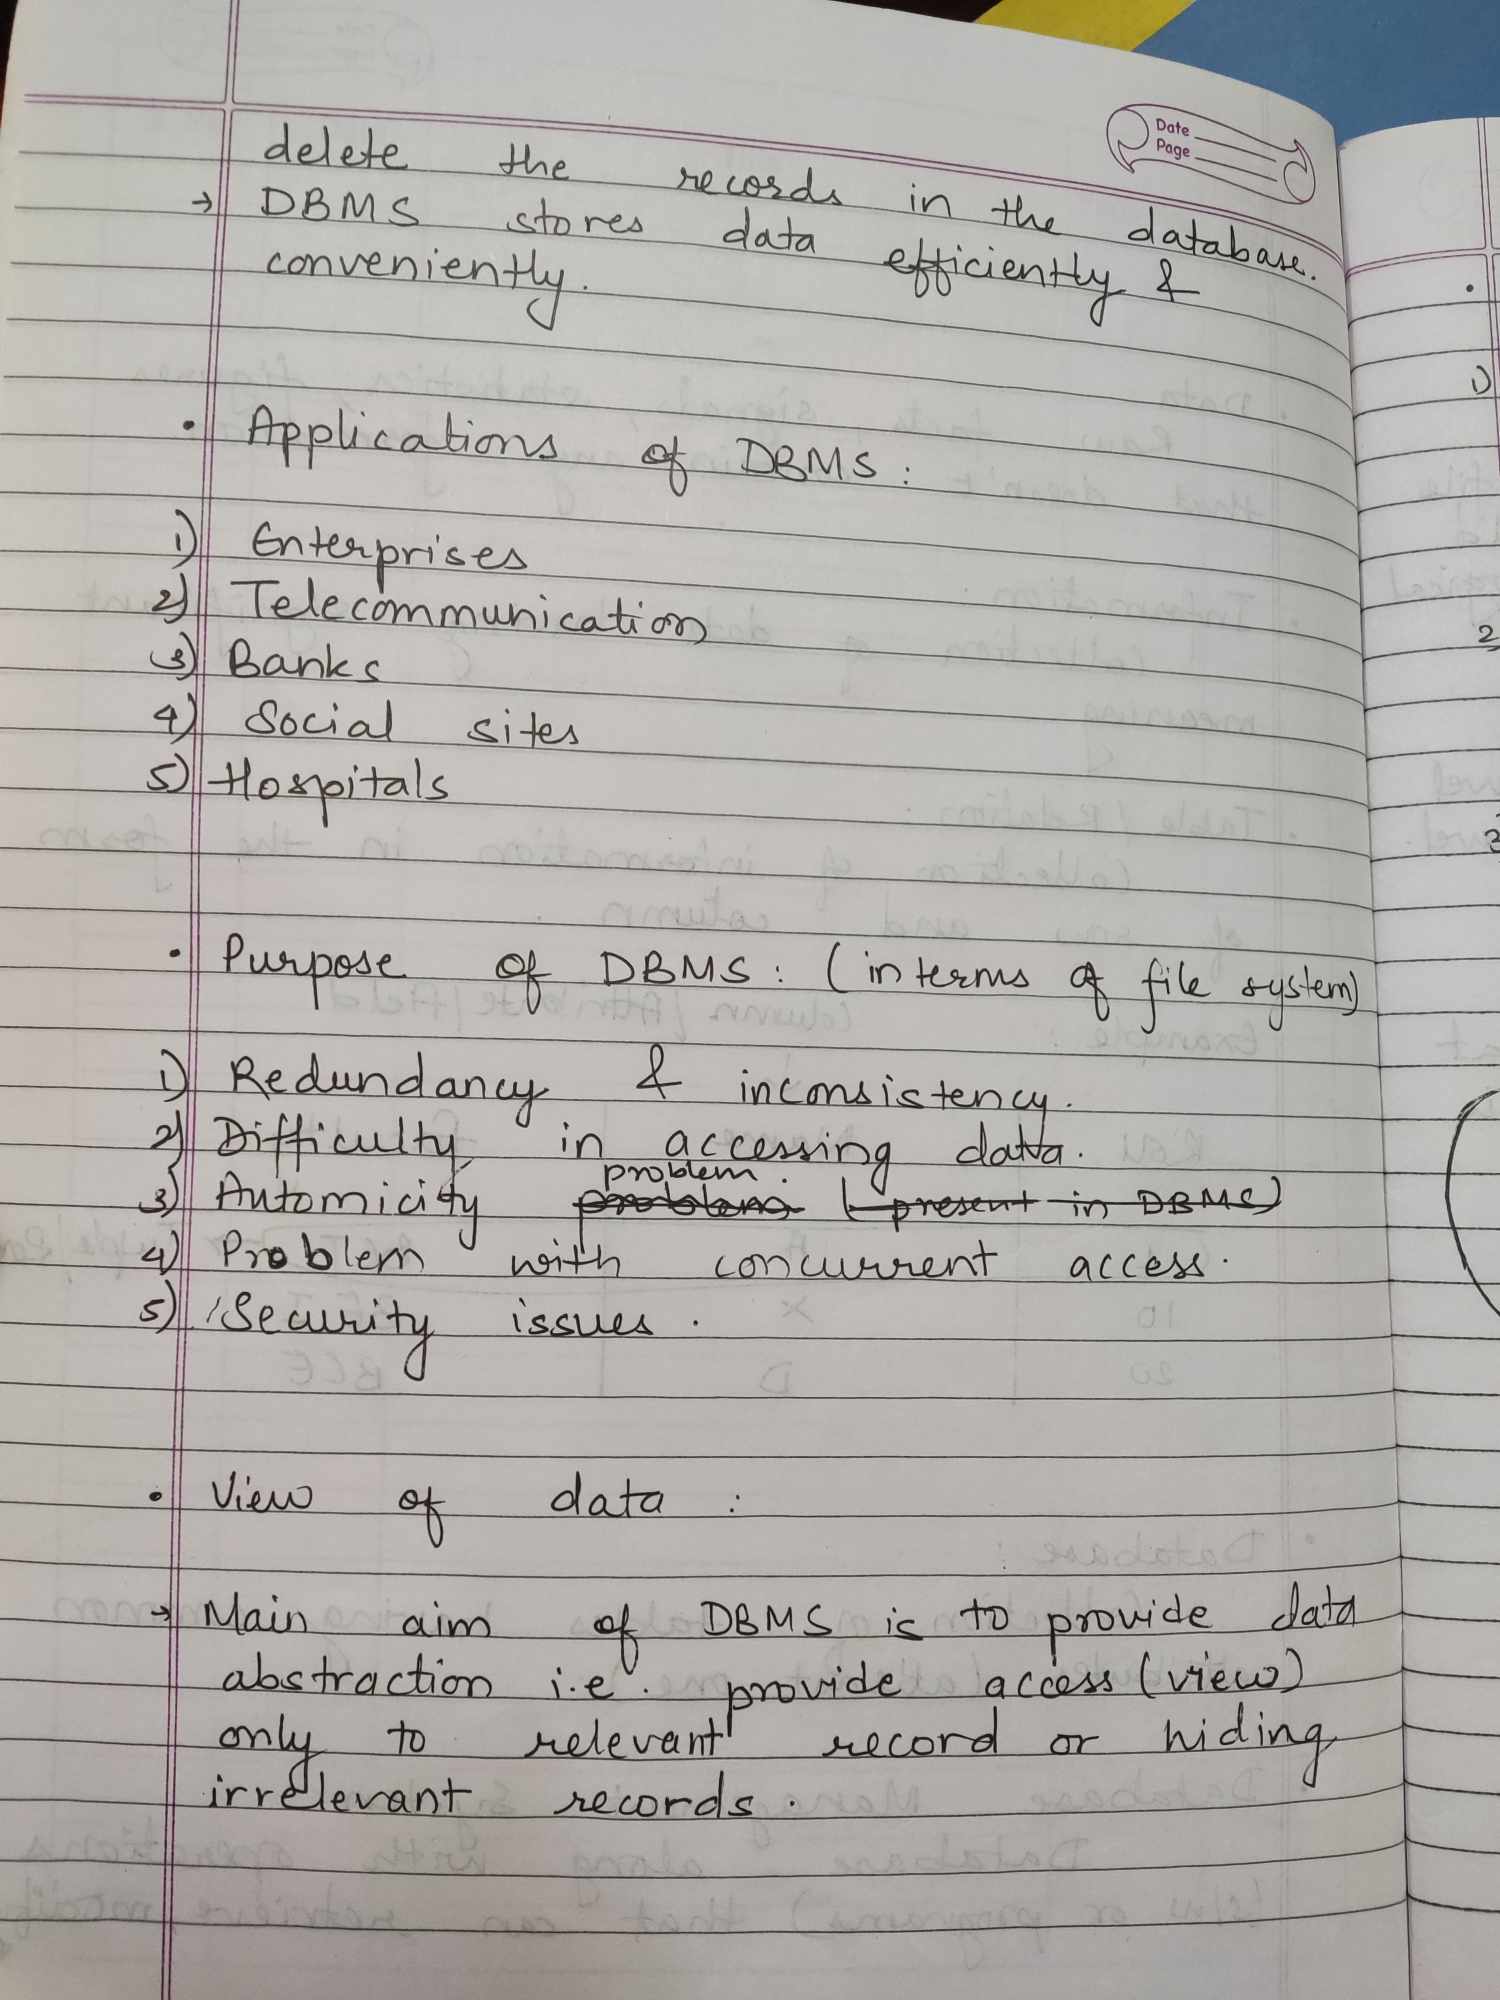 Date
Page
delete the records in the database.
→ DBMS stores data efficiently &
conveniently.
• Applications of DBMS :
1) Enterprises
2) Telecommunication
3) Banks
4) Social sites
5) Hospitals
• Purpose of DBMS : (in terms of file system)
1) Redundancy & inconsistency.
2) Difficulty in accessing data.
problem.
3) Automicity problems (present in DBMS)
4) Problem with concurrent access.
5) Security issues.
• View of data :
→ Main aim of DBMS is to provide data
abstraction i.e. provide access (view)
only to relevant record or hiding
irrelevant records.
1)
2